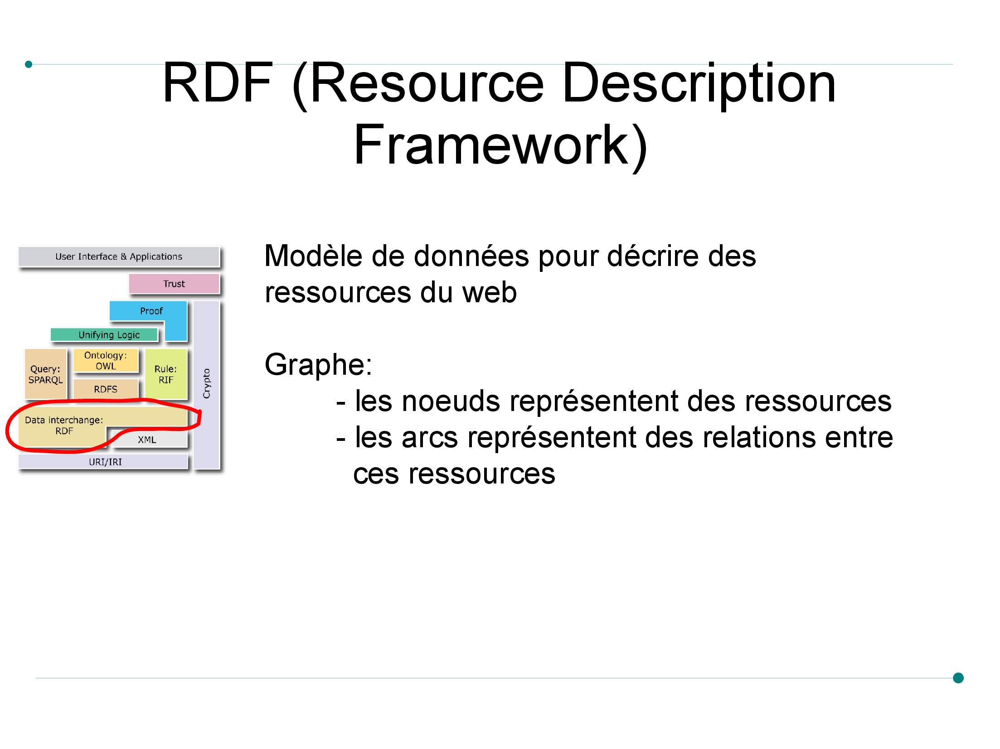 RDF (Resource Description
Framework)
User Interface & Applications
Trust
Proof
Unifying Logic
Query:
SPARQL
Ontology:
OWL
RDFS
Rule:
RIF
Crypto
Data interchange:
RDF
XML
URI/IRI
Modèle de données pour décrire des
ressources du web
Graphe:
- les noeuds représentent des ressources
- les arcs représentent des relations entre
ces ressources